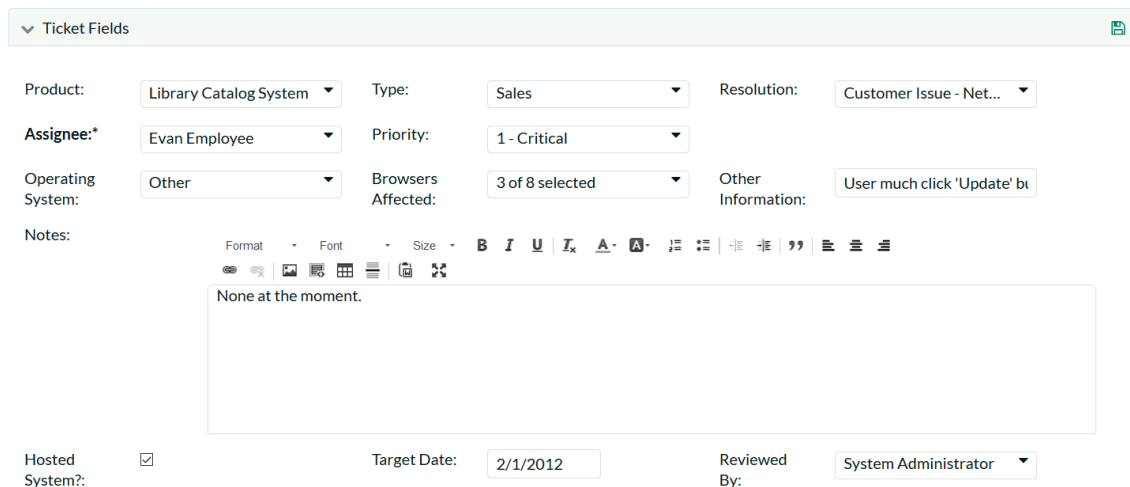 Ticket Fields
Product: Library Catalog System Type: Sales Resolution: Customer Issue - Net...
Assignee:* Evan Employee Priority: 1 - Critical
Operating System: Other Browsers Affected: 3 of 8 selected Other Information: User much click 'Update' bu
Notes:
Format Font Size B I U Ix A A
None at the moment.
Hosted System?: Target Date: 2/1/2012 Reviewed By: System Administrator